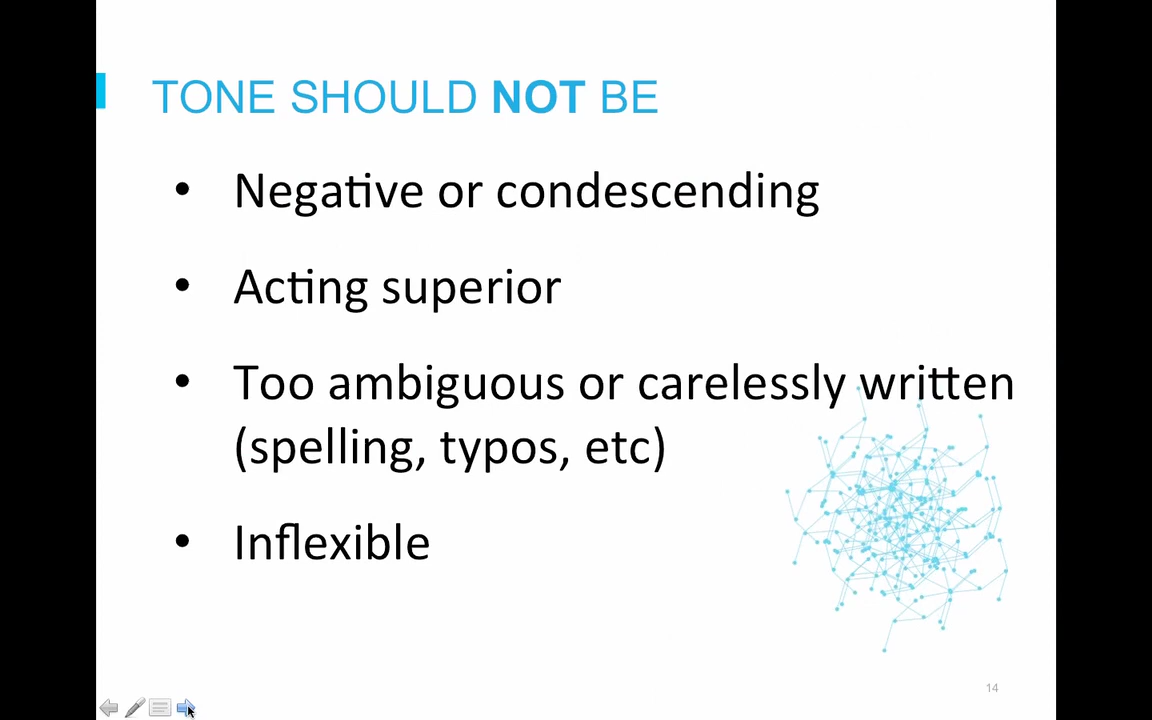 TONE SHOULD NOT BE
• Negative or condescending
• Acting superior
• Too ambiguous or carelessly written
(spelling, typos, etc)
• Inflexible
14